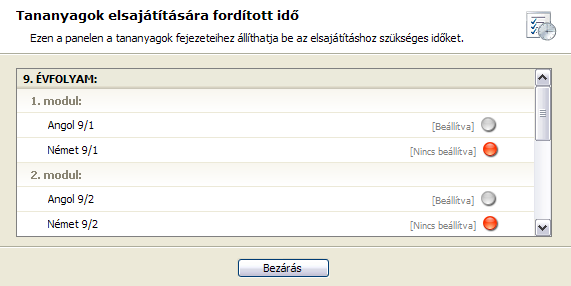 Tananyagok elsajátítására fordított idő
Ezen a panelen a tananyagok fejezeteihez állíthatja be az elsajátításhoz szükséges időket.
9. ÉVFOLYAM:
1. modul:
Angol 9/1 [Beállítva]
Német 9/1 [Nincs beállítva]
2. modul:
Angol 9/2 [Beállítva]
Német 9/2 [Nincs beállítva]
Bezárás